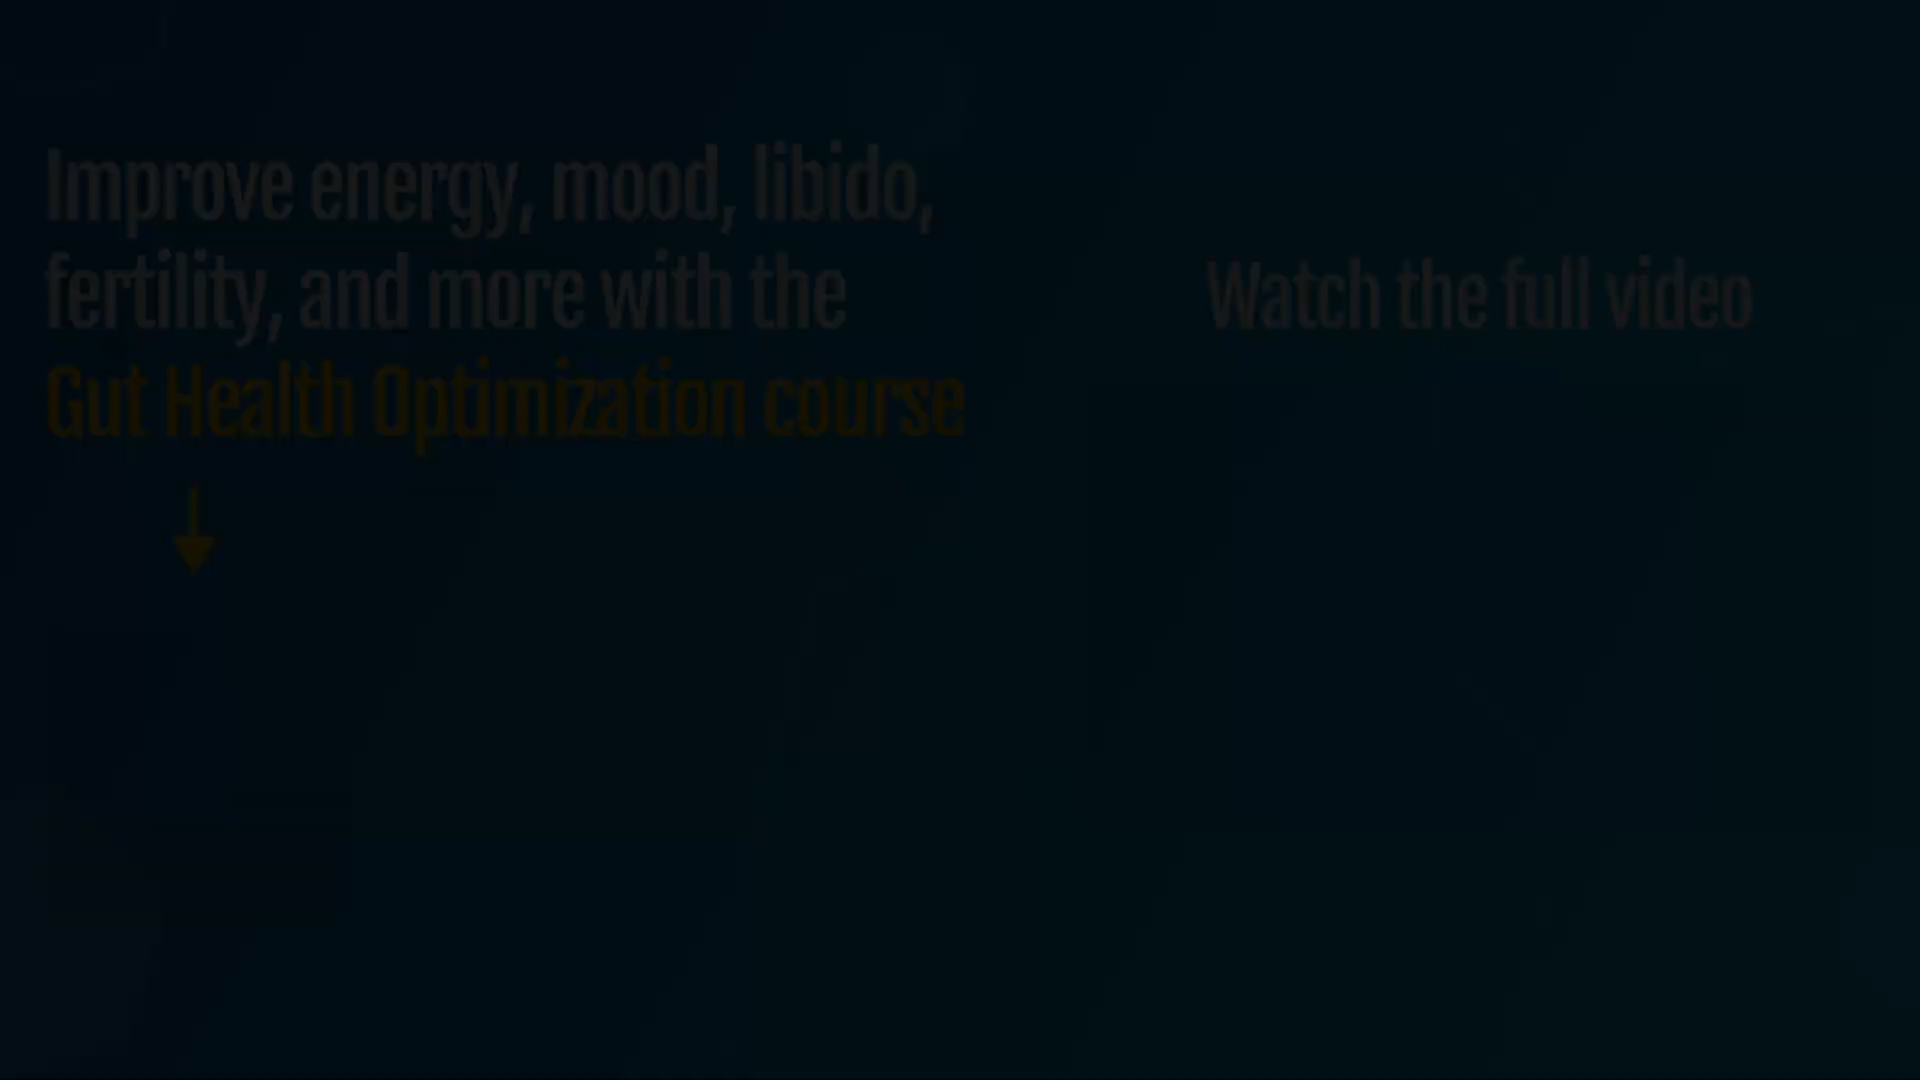 Improve energy, mood, libido,
fertility, and more with the
Gut Health Optimization course
Watch the full video